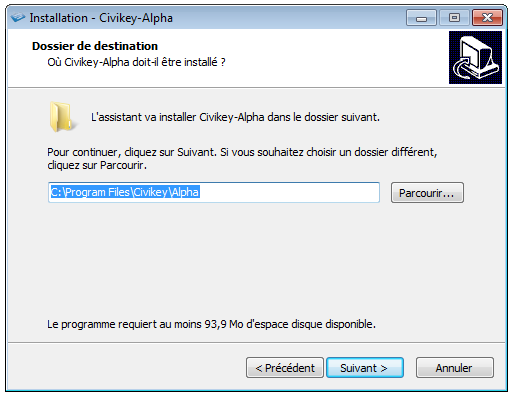 Installation - Civikey-Alpha
Dossier de destination
Où Civikey-Alpha doit-il être installé ?
L'assistant va installer Civikey-Alpha dans le dossier suivant.
Pour continuer, cliquez sur Suivant. Si vous souhaitez choisir un dossier différent,
cliquez sur Parcourir.
C:\Program Files\Civikey\Alpha
Parcourir...
Le programme requiert au moins 93,9 Mo d'espace disque disponible.
< Précédent
Suivant >
Annuler